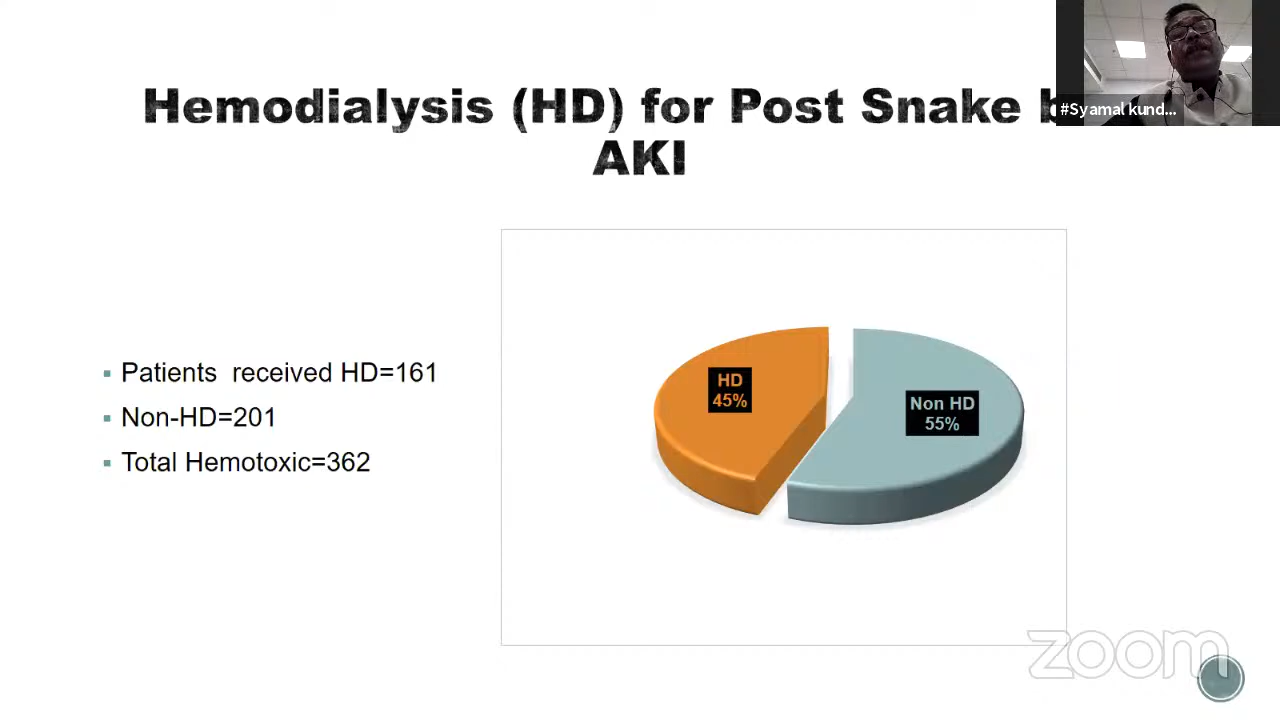 Hemodialysis (HD) for Post Snake
AKI
#Syamal kund...
Patients received HD=161
Non-HD=201
Total Hemotoxic=362
HD
45%
Non HD
55%
zoom